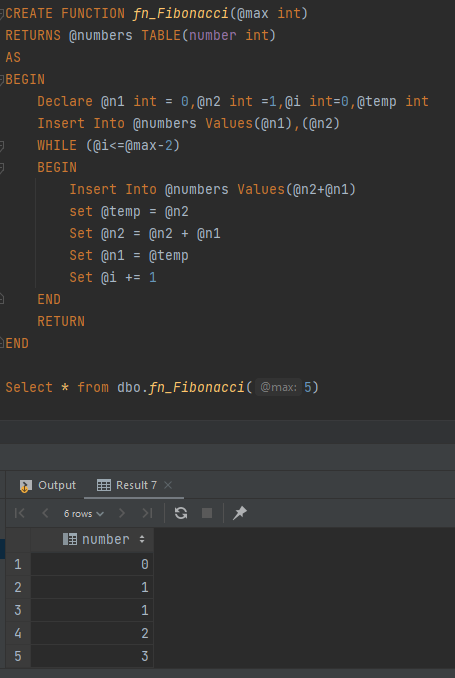 CREATE FUNCTION fn_Fibonacci(@max int)
RETURNS @numbers TABLE(number int)
AS
BEGIN
    Declare @n1 int = 0,@n2 int =1,@i int=0,@temp int
    Insert Into @numbers Values(@n1),(@n2)
    WHILE (@i<=@max-2)
    BEGIN
        Insert Into @numbers Values(@n2+@n1)
        set @temp = @n2
        Set @n2 = @n2 + @n1
        Set @n1 = @temp
        Set @i += 1
    END
    RETURN
END
Select * from dbo.fn_Fibonacci( @max: 5)
Output Result 7
6 rows
number
1 0
2 1
3 1
4 2
5 3